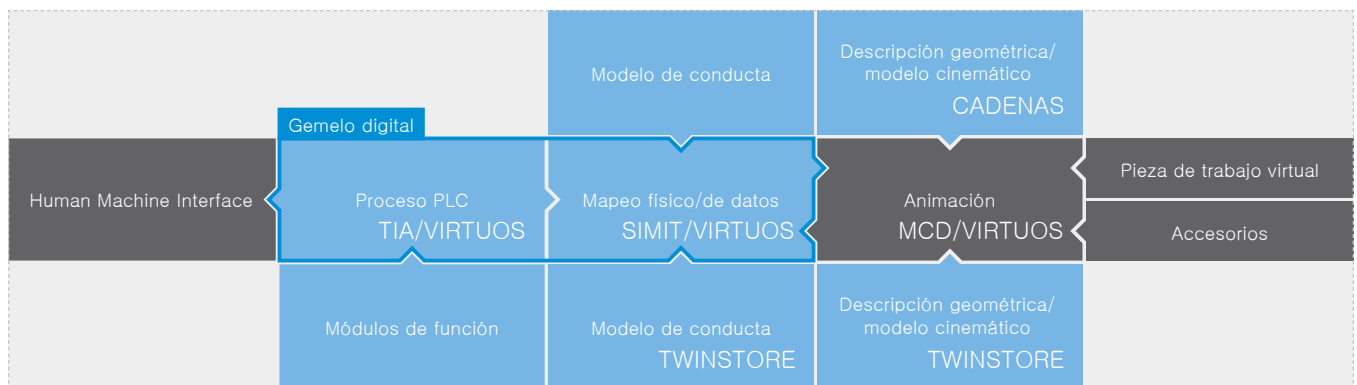 Modelo de conducta
Descripción geométrica/
modelo cinemático
CADENAS
Gemelo digital
Human Machine Interface
Proceso PLC
TIA/VIRTUOS
Mapeo físico/de datos
SIMIT/VIRTUOS
Animación
MCD/VIRTUOS
Pieza de trabajo virtual
Accesorios
Módulos de función
Modelo de conducta
TWINSTORE
Descripción geométrica/
modelo cinemático
TWINSTORE